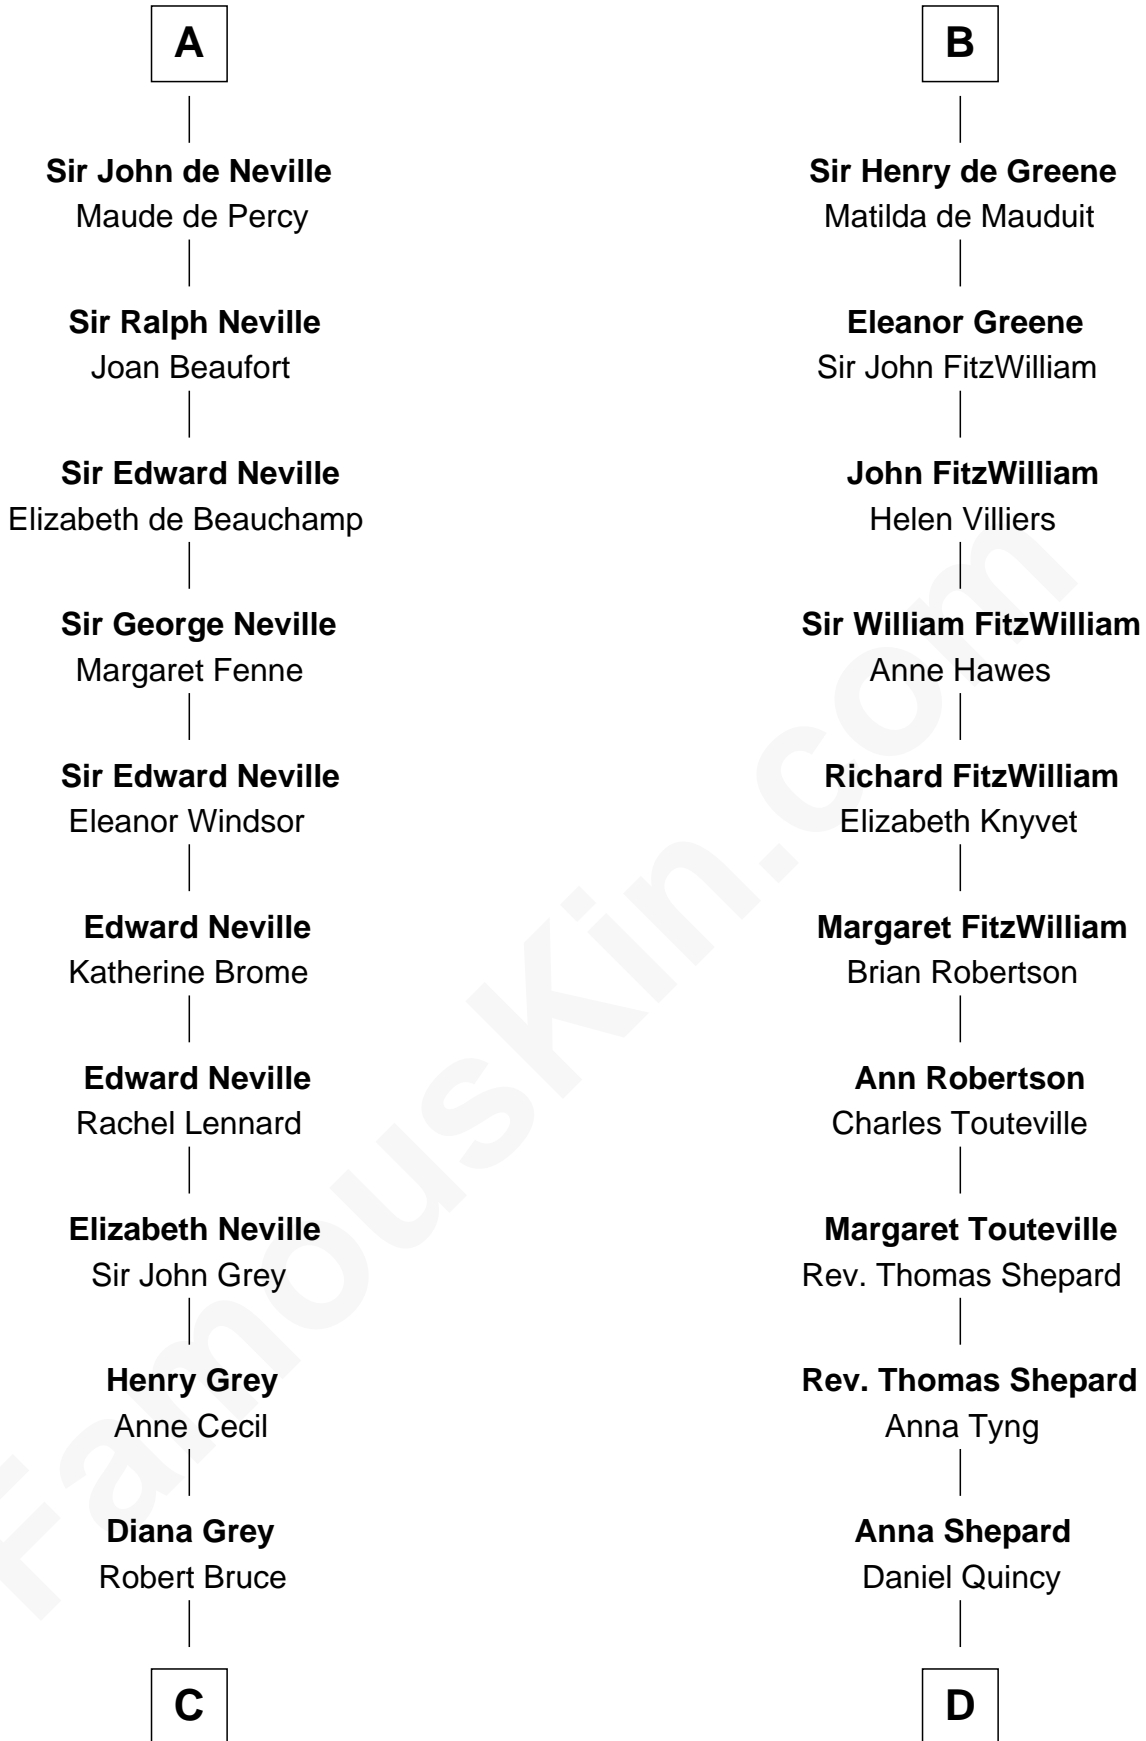 A
Sir John de Neville
Maude de Percy
Sir Ralph Neville
Joan Beaufort
Sir Edward Neville
Elizabeth de Beauchamp
Sir George Neville
Margaret Fenne
Sir Edward Neville
Eleanor Windsor
Edward Neville
Katherine Brome
Edward Neville
Rachel Lennard
Elizabeth Neville
Sir John Grey
Henry Grey
Anne Cecil
Diana Grey
Robert Bruce
C
B
Sir Henry de Greene
Matilda de Mauduit
Eleanor Greene
Sir John FitzWilliam
John FitzWilliam
Helen Villiers
Sir William FitzWilliam
Anne Hawes
Richard FitzWilliam
Elizabeth Knyvet
Margaret FitzWilliam
Brian Robertson
Ann Robertson
Charles Touteville
Margaret Touteville
Rev. Thomas Shepard
Rev. Thomas Shepard
Anna Tyng
Anna Shepard
Daniel Quincy
D
FamousKin.com